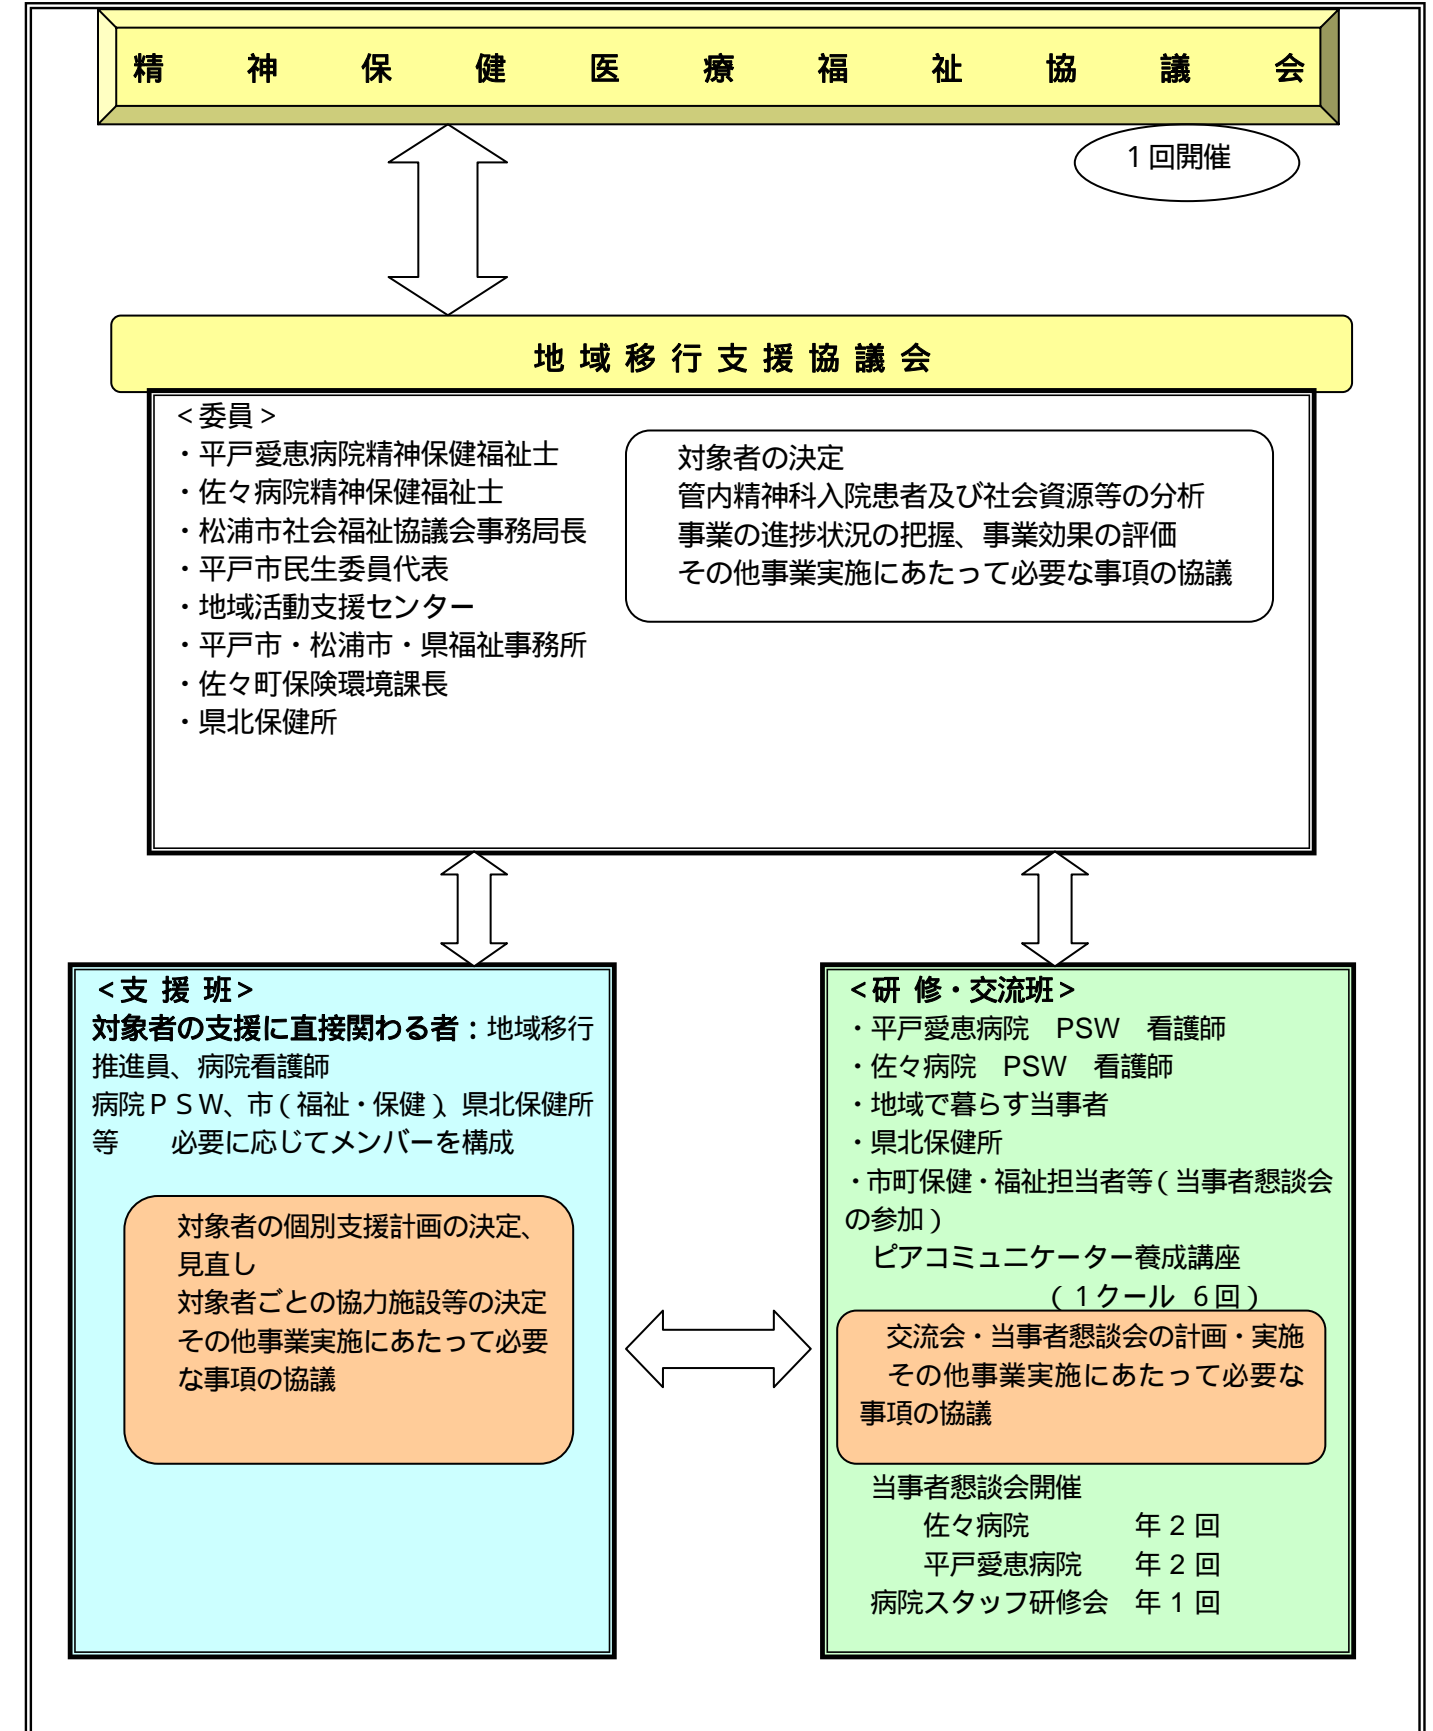 精神保健医療福祉協議会
1回開催
地域移行支援協議会
<委員>
・平戸愛恵病院精神保健福祉士
・佐々病院精神保健福祉士
・松浦市社会福祉協議会事務局長
・平戸市民生委員代表
・地域活動支援センター
・平戸市・松浦市・県福祉事務所
・佐々町保険環境課長
・県北保健所
対象者の決定
管内精神科入院患者及び社会資源等の分析
事業の進捗状況の把握、事業効果の評価
その他事業実施にあたって必要な事項の協議
<支援班>
対象者の支援に直接関わる者：地域移行
推進員、病院看護師
病院ＰＳＷ、市（福祉・保健）、県北保健所
等　　必要に応じてメンバーを構成
対象者の個別支援計画の決定、
見直し
対象者ごとの協力施設等の決定
その他事業実施にあたって必要
な事項の協議
<研修・交流班>
・平戸愛恵病院　PSW　看護師
・佐々病院　PSW　看護師
・地域で暮らす当事者
・県北保健所
・市町保健・福祉担当者等（当事者懇談会
の参加）
ピアコミュニケーター養成講座
（1クール 6回）
交流会・当事者懇談会の計画・実施
その他事業実施にあたって必要な
事項の協議
当事者懇談会開催
佐々病院　　　　年2回
平戸愛恵病院　　年2回
病院スタッフ研修会　年1回